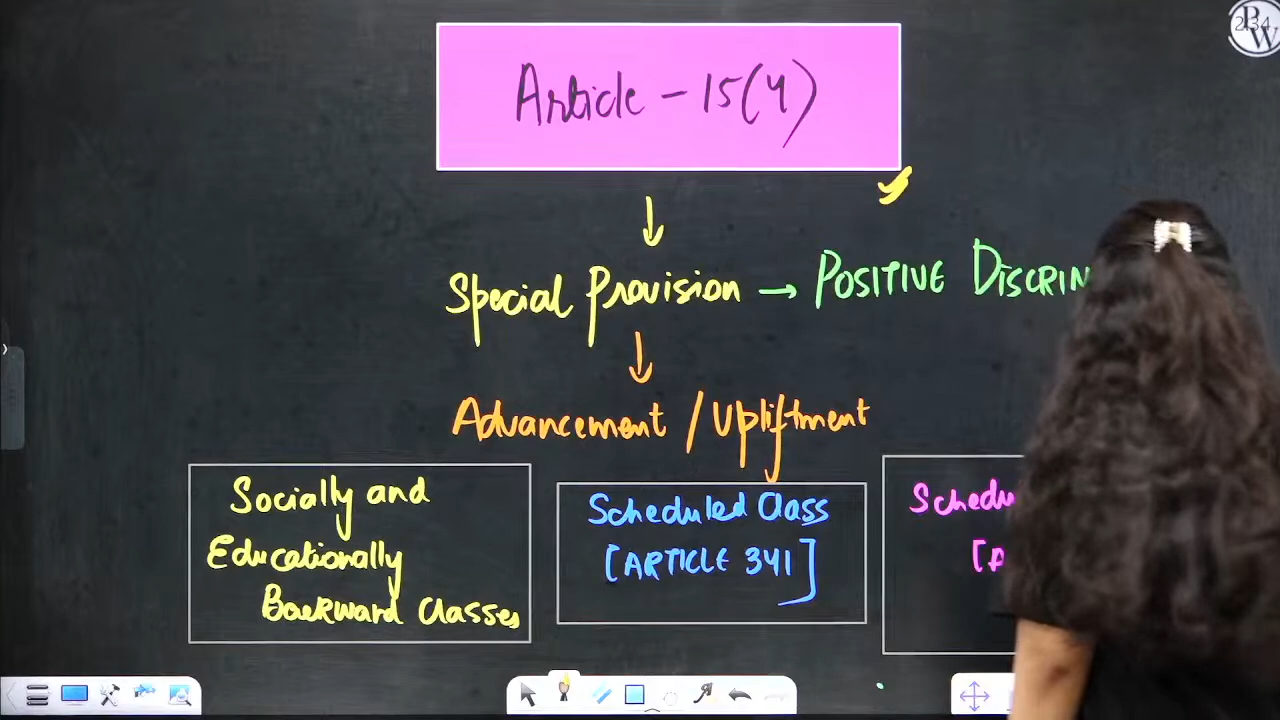 PW
Article - 15(4)
Special Provision → POSITIVE DISCRIN
Advancement / Upliftment
Socially and
Educationally
Backward Classes
Scheduled Class
[ARTICLE 341]
Schedu
[A